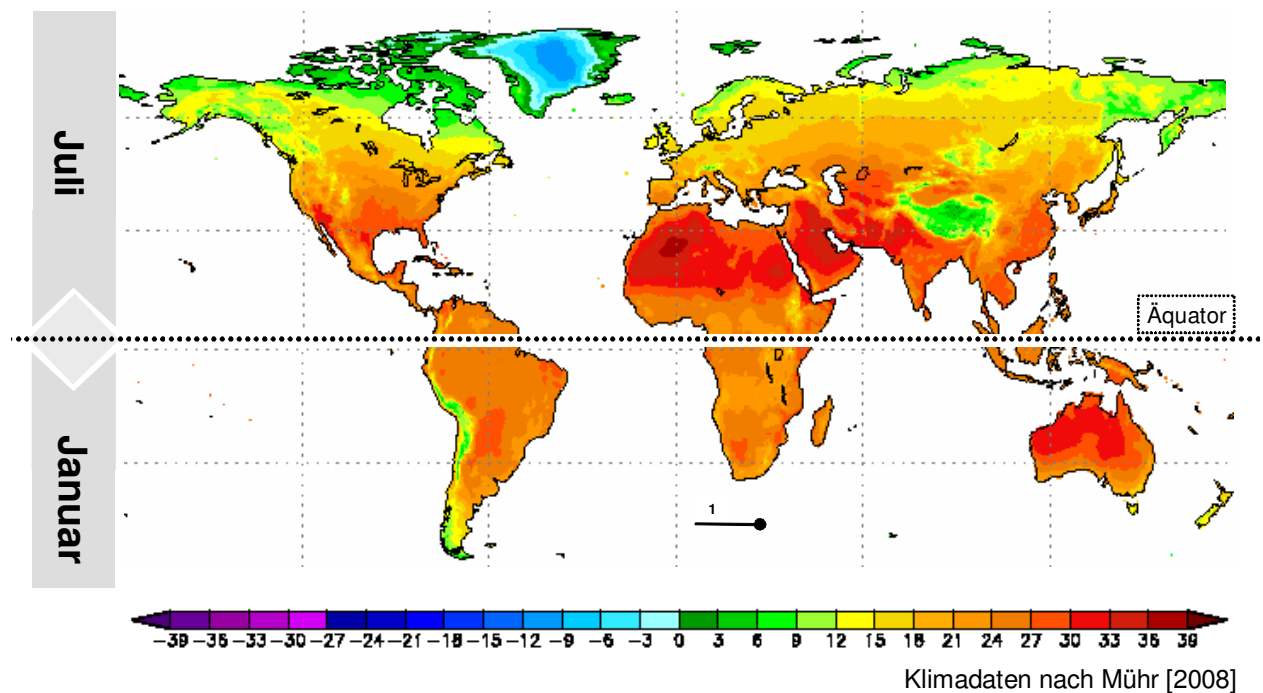 Juli
Äquator
Januar
1
-39 -36 -33 -30 -27 -24 -21 -18 -15 -12 -9 -6 -3 0 3 6 9 12 15 18 21 24 27 30 33 36 39
Klimadaten nach Mühr [2008]